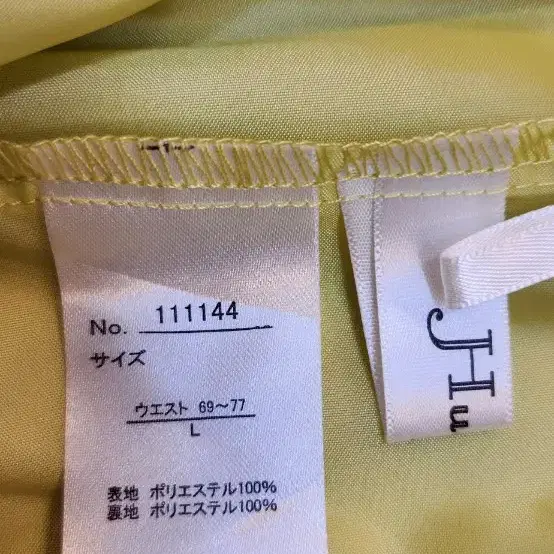 No. 111144
サイズ
ウエスト 69～77
L
表地 ポリエステル100%
裏地 ポリエステル100%